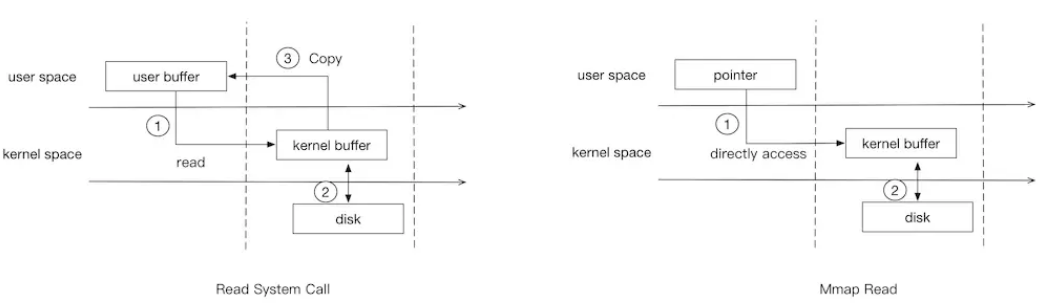 user space
user buffer
3
Copy
1
kernel space
read
kernel buffer
2
disk
Read System Call
user space
pointer
1
kernel space
directly access
kernel buffer
2
disk
Mmap Read